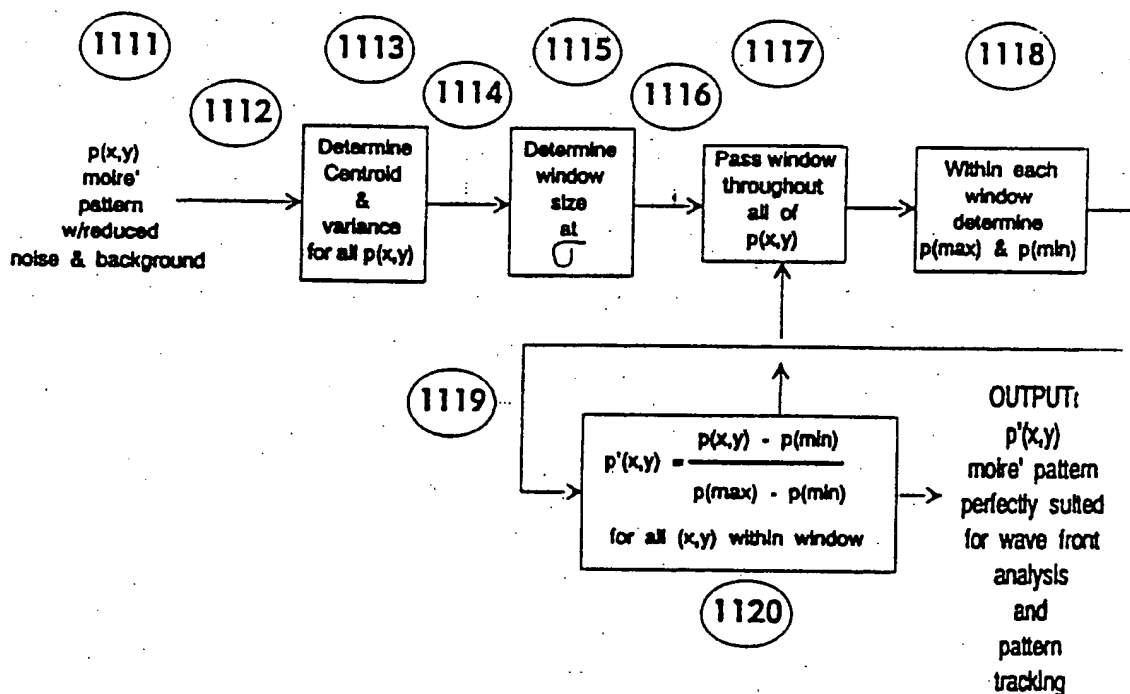 1111
1113
1115
1117
1118
1112
1114
1116
p(x,y)
moire'
pattern
w/reduced
noise & background
Determine
Centroid
&
variance
for all p(x,y)
Determine
window
size
at
σ
Pass window
throughout
all of
p(x,y)
Within each
window
determine
p(max) & p(min)
1119
p'(x,y) = p(x,y) - p(min)
p(max) - p(min)
for all (x,y) within window
1120
OUTPUT:
p'(x,y)
moire' pattern
perfectly suited
for wave front
analysis
and
pattern
tracking